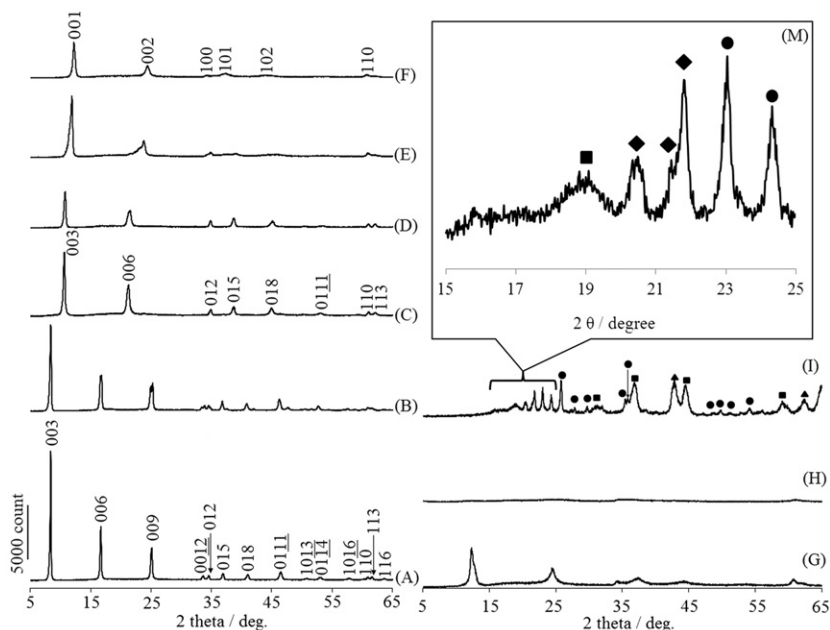 001
002
100
101
102
110
(F)
(E)
(D)
003
006
012
015
018
0111
110
113
(C)
(B)
003
006
009
0012
012
015
018
0111
1013
0114
1016
110
113
116
(A)
5000 count
5 15 25 35 45 55 65
2 theta / deg.
(M)
15 17 19 21 23 25
2 θ / degree
(I)
(H)
(G)
5 15 25 35 45 55 65
2 theta / deg.